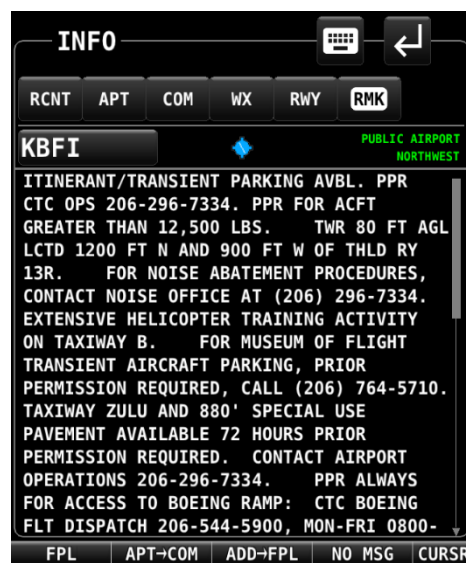 INFO
RCNT APT COM WX RWY RMK
KBFI
PUBLIC AIRPORT
NORTHWEST
ITINERANT/TRANSIENT PARKING AVBL. PPR
CTC OPS 206-296-7334. PPR FOR ACFT
GREATER THAN 12,500 LBS. TWR 80 FT AGL
LCTD 1200 FT N AND 900 FT W OF THLD RY
13R. FOR NOISE ABATEMENT PROCEDURES,
CONTACT NOISE OFFICE AT (206) 296-7334.
EXTENSIVE HELICOPTER TRAINING ACTIVITY
ON TAXIWAY B. FOR MUSEUM OF FLIGHT
TRANSIENT AIRCRAFT PARKING, PRIOR
PERMISSION REQUIRED, CALL (206) 764-5710.
TAXIWAY ZULU AND 880' SPECIAL USE
PAVEMENT AVAILABLE 72 HOURS PRIOR
PERMISSION REQUIRED. CONTACT AIRPORT
OPERATIONS 206-296-7334. PPR ALWAYS
FOR ACCESS TO BOEING RAMP: CTC BOEING
FLT DISPATCH 206-544-5900, MON-FRI 0800-
FPL APT→COM ADD→FPL NO MSG CURSR